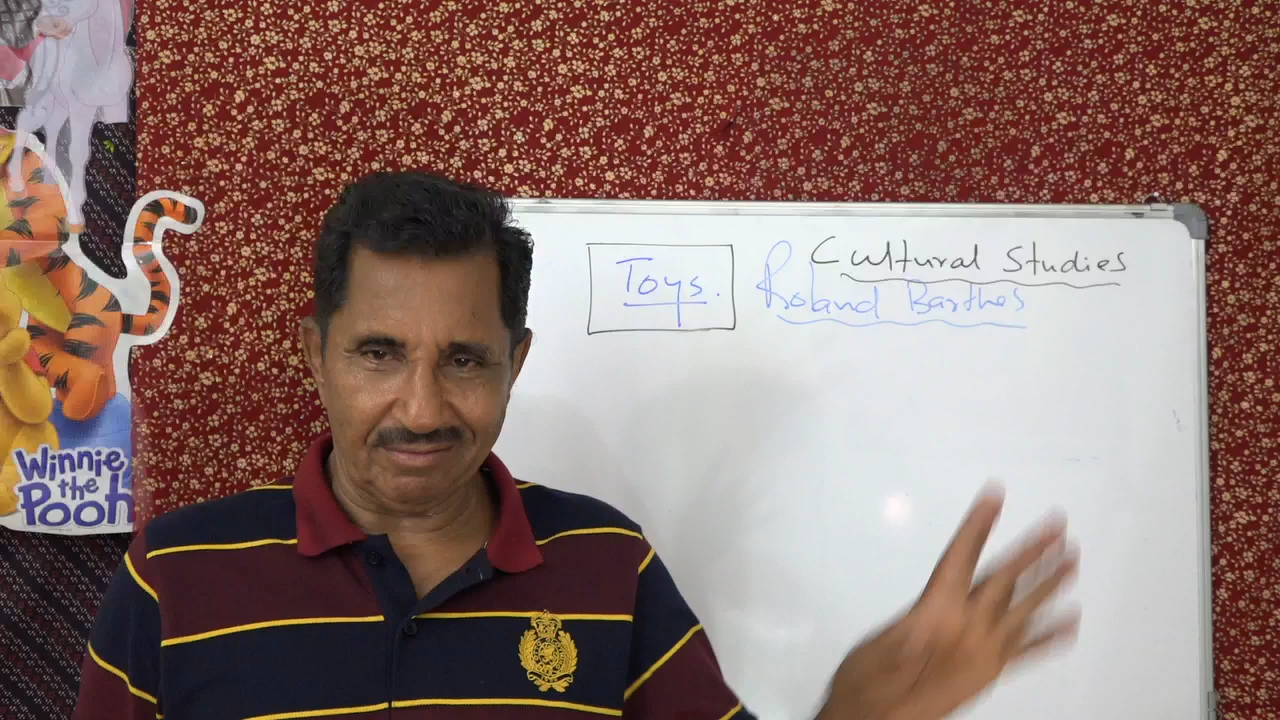 Cultural Studies
Toys.
Roland Barthes
Winnie
the
Pooh